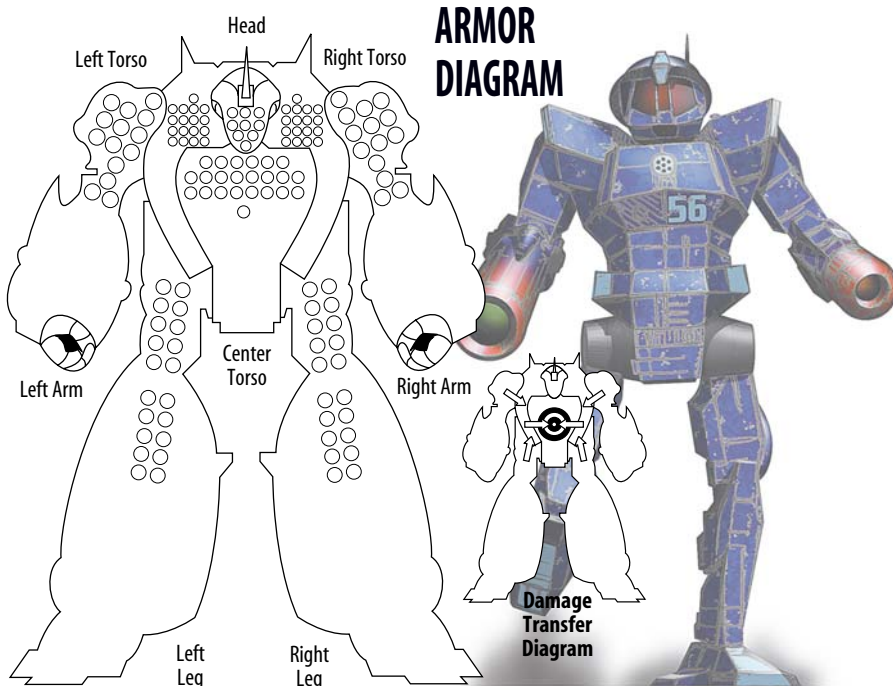 ARMOR
DIAGRAM
Head
Left Torso
Right Torso
56
Center
Torso
Left Arm
Right Arm
Damage
Transfer
Diagram
Left
Leg
Right
Leg